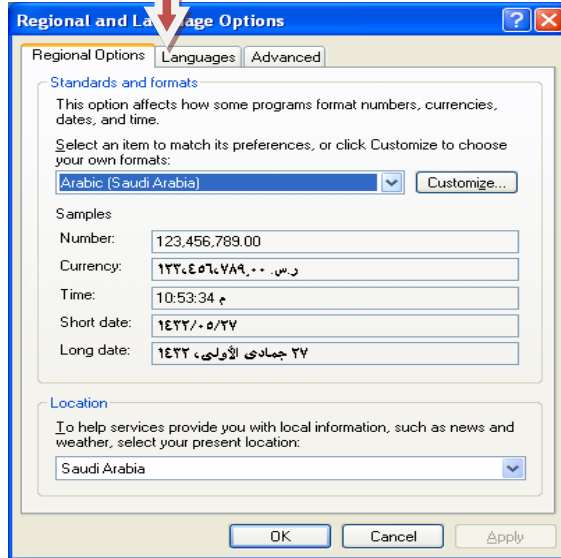 Regional and La age Options
Regional Options Languages Advanced
Standards and formats
This option affects how some programs format numbers, currencies,
dates, and time.
Select an item to match its preferences, or click Customize to choose
your own formats:
Arabic (Saudi Arabia) Customize...
Samples
Number: 123,456,789.00
Currency: ر.س. ١٢٣،٤٥٦،٧٨٩,٠٠
Time: 10:53:34 م
Short date: ١٤٣٢/٠٥/٢٧
Long date: ٢٧ جمادى الأولى، ١٤٣٢
Location
To help services provide you with local information, such as news and
weather, select your present location:
Saudi Arabia
OK Cancel Apply